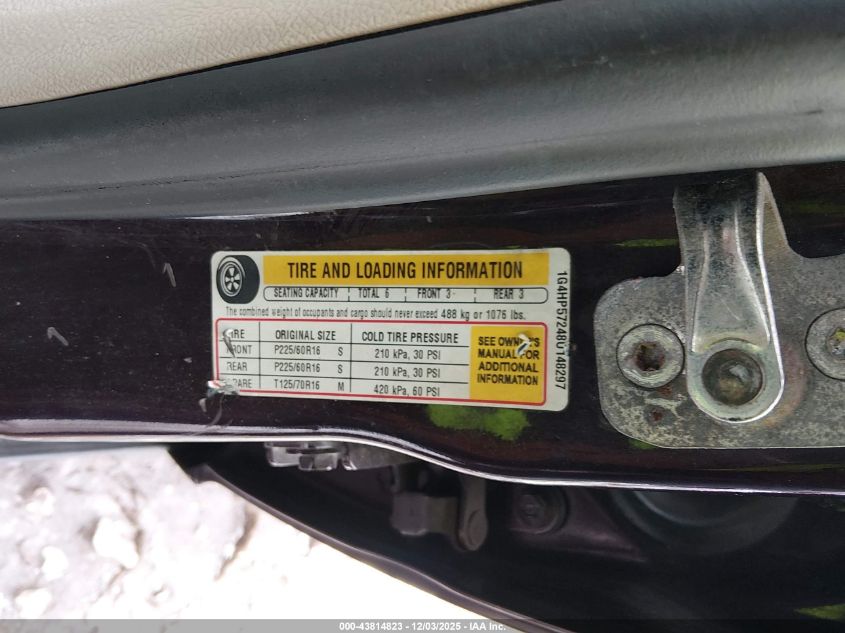 TIRE AND LOADING INFORMATION
SEATING CAPACITY TOTAL 6 FRONT 3 REAR 3
The combined weight of occupants and cargo should never exceed 488 kg or 1076 lbs.
TIRE ORIGINAL SIZE COLD TIRE PRESSURE
FRONT P225/60R16 S 210 kPa, 30 PSI
REAR P225/60R16 S 210 kPa, 30 PSI
SPARE T125/70R16 M 420 kPa, 60 PSI
SEE OWNER'S
MANUAL FOR
ADDITIONAL
INFORMATION
1G4HP57248U148297
000-43814823 - 12/03/2025 - IAA Inc.